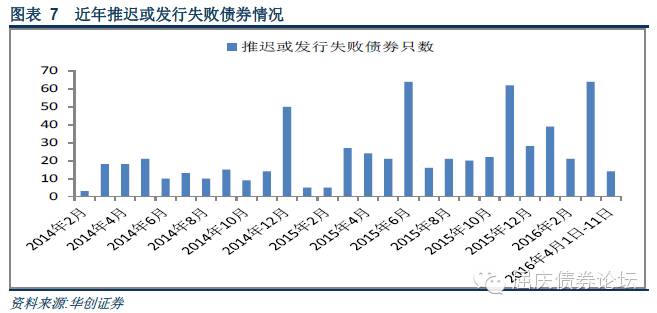 图表 7 近年推迟或发行失败债券情况
推迟或发行失败债券只数
70
60
50
40
30
20
10
0
2014年2月
2014年4月
2014年6月
2014年8月
2014年10月
2014年12月
2015年2月
2015年4月
2015年6月
2015年8月
2015年10月
2015年12月
2016年2月
2016年4月1日-11日
屈庆债券论坛
资料来源:华创证券